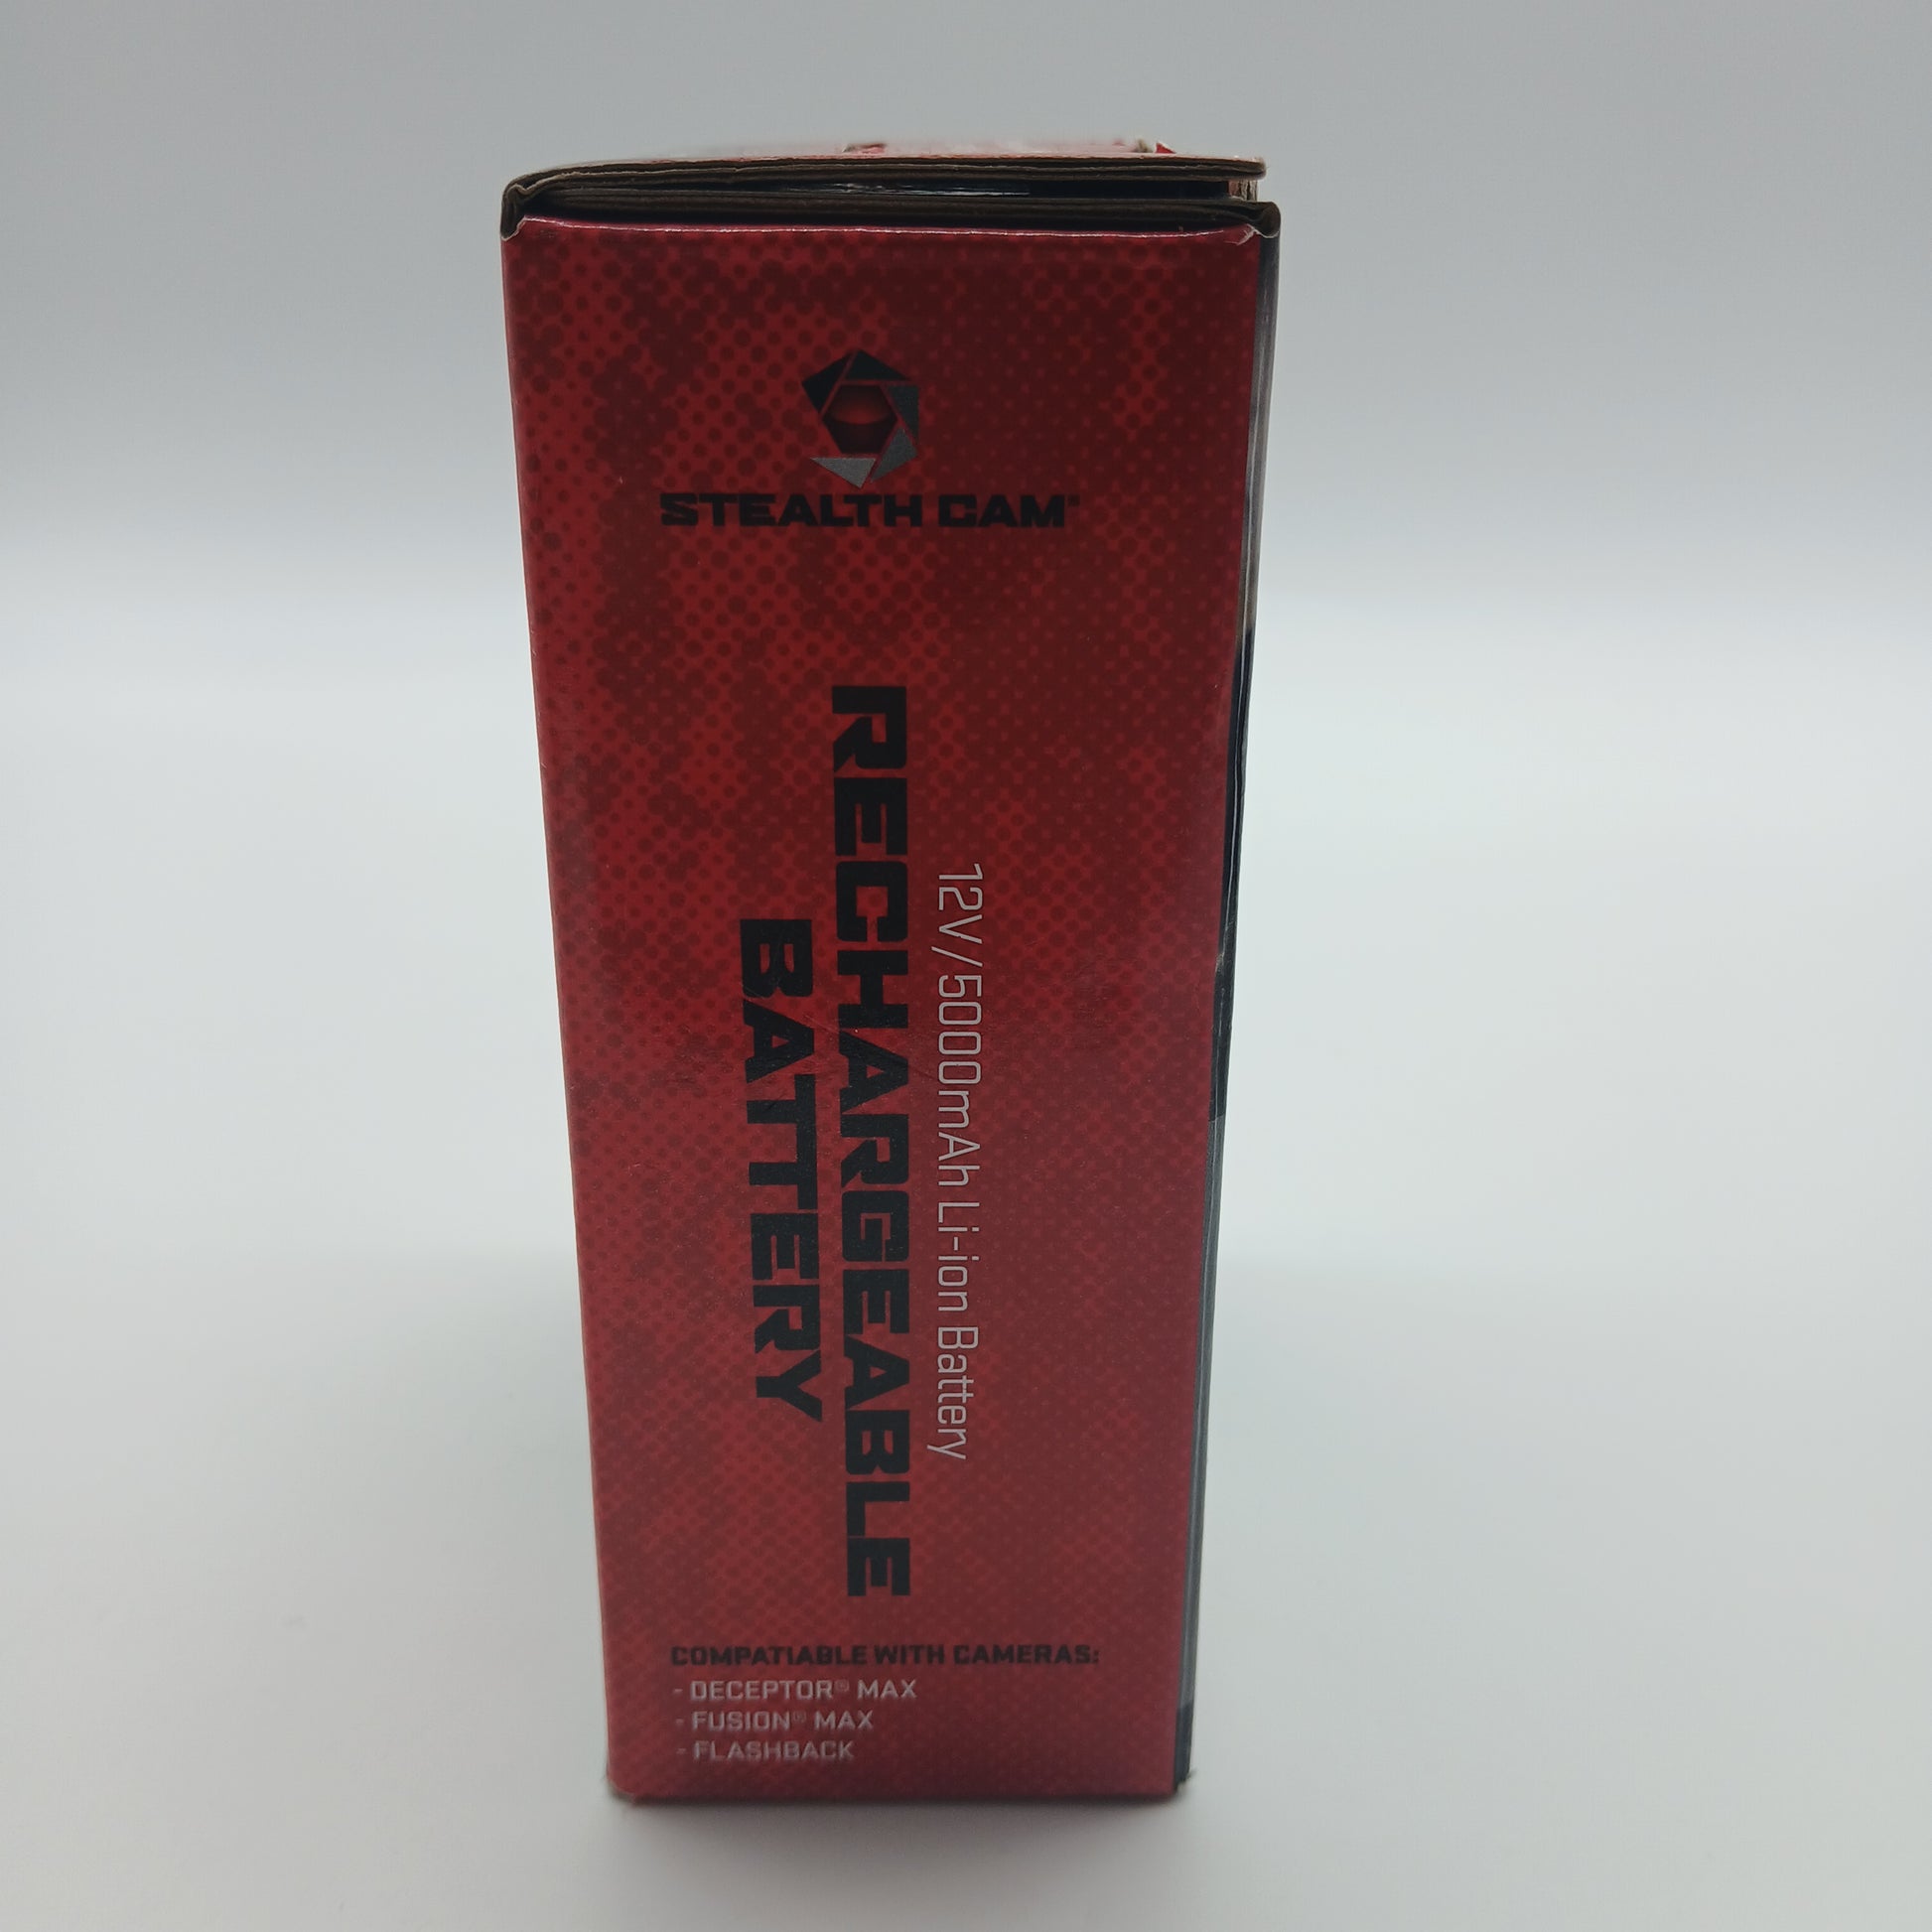 STEALTH CAM®
12V/5000mAh Li-ion Battery
RECHARGEABLE
BATTERY
COMPATIABLE WITH CAMERAS:
- DECEPTOR® MAX
- FUSION® MAX
- FLASHBACK